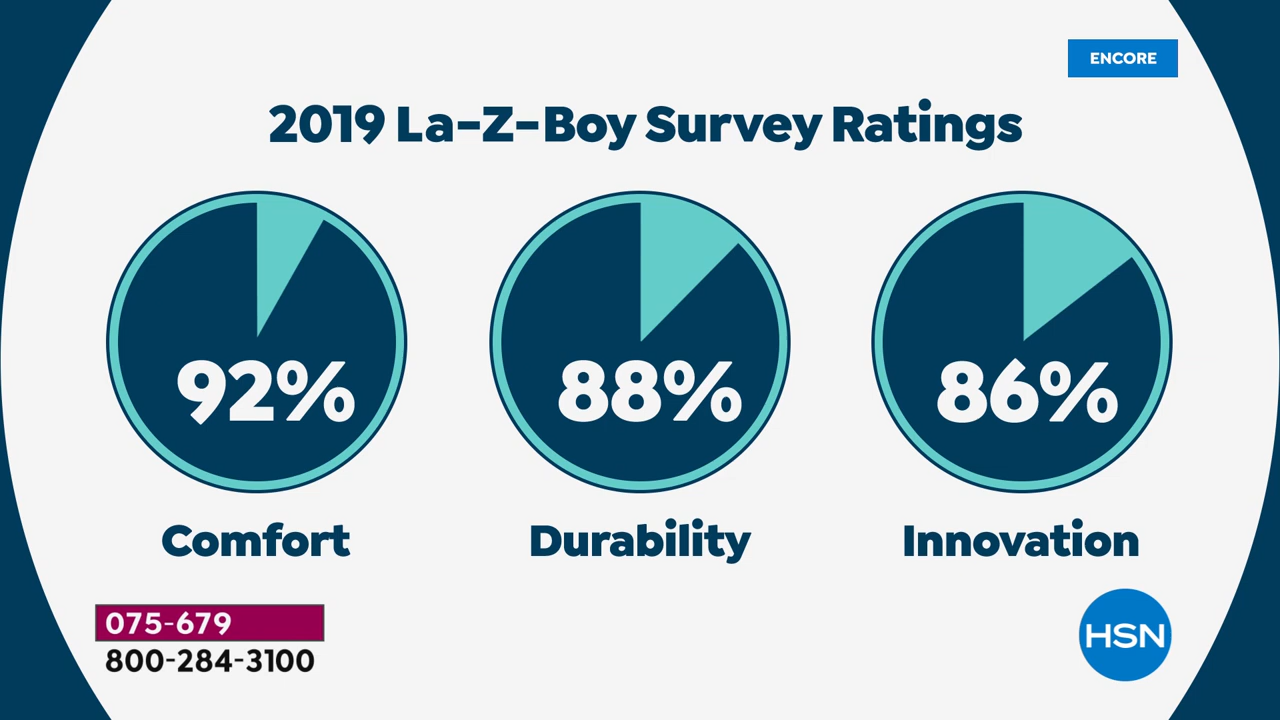 ENCORE
2019 La-Z-Boy Survey Ratings
92%
88%
86%
Comfort
Durability
Innovation
075-679
800-284-3100
HSN